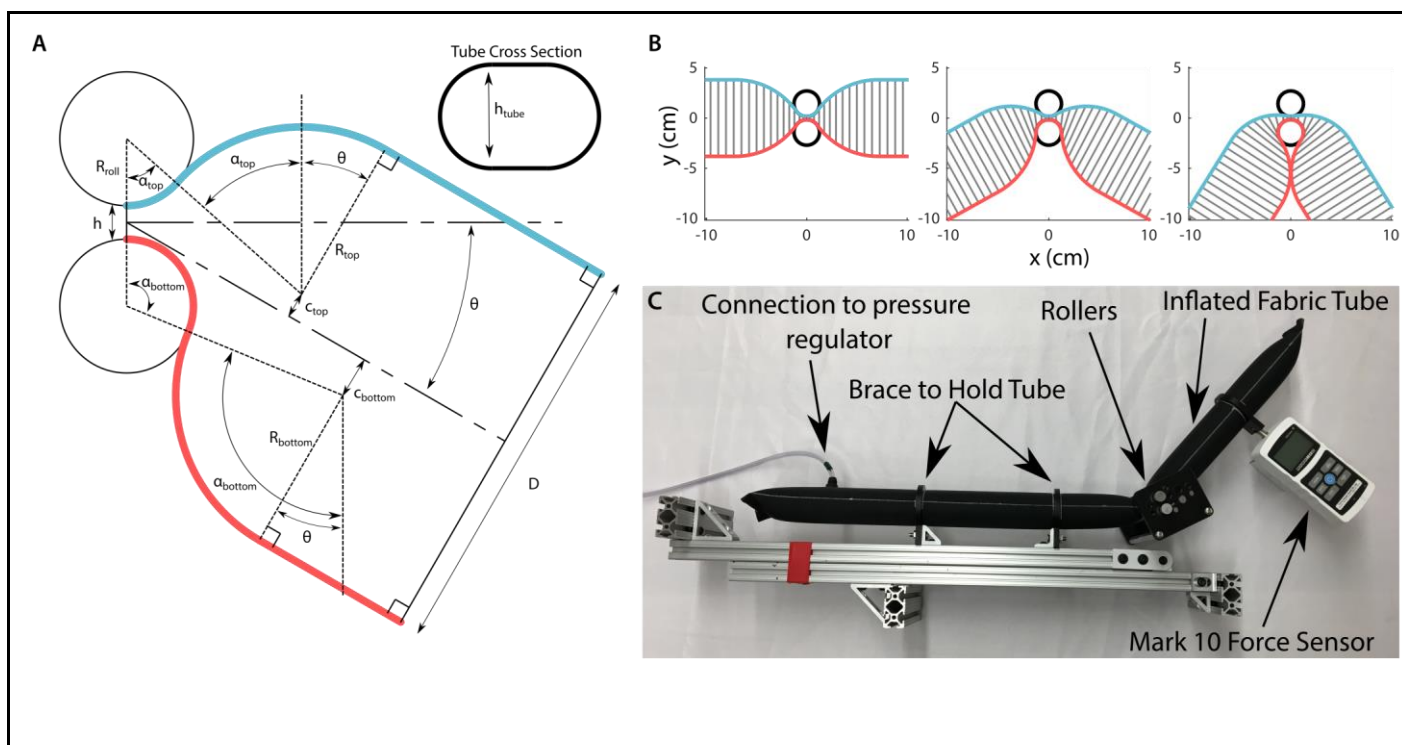 A
Tube Cross Section
h_tube
R_roll
α_top
α_top
θ
h
R_top
θ
α_bottom
c_top
c_bottom
R_bottom
D
α_bottom
θ
B
5
0
-5
-10
y (cm)
-10
0
10
5
0
-5
-10
-10
0
10
5
0
-5
-10
-10
0
10
x (cm)
C
Connection to pressure
regulator
Rollers
Inflated Fabric Tube
Brace to Hold Tube
Mark 10 Force Sensor